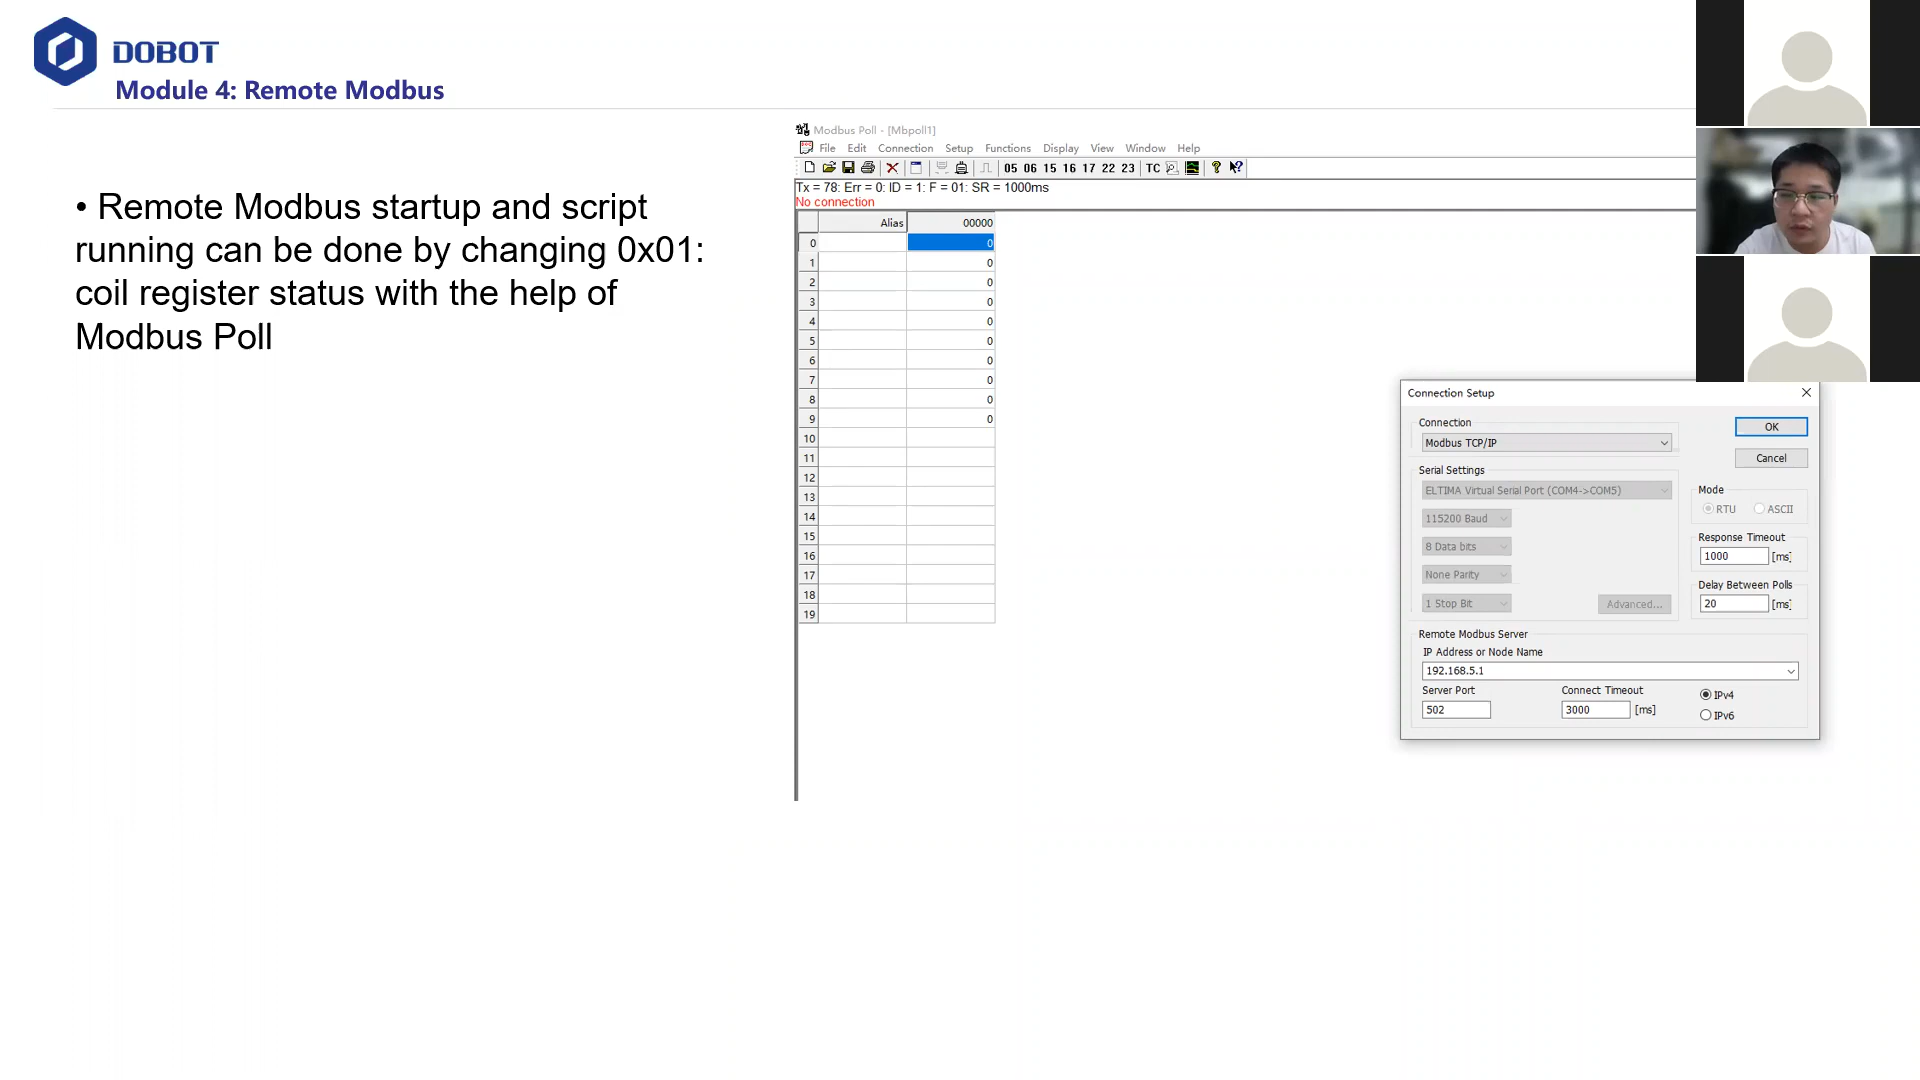 DOBOT
Module 4: Remote Modbus
• Remote Modbus startup and script
running can be done by changing 0x01:
coil register status with the help of
Modbus Poll
Modbus Poll - [Mbpoll1]
File Edit Connection Setup Functions Display View Window Help
05 06 15 16 17 22 23 TC
Tx = 78: Err = 0: ID = 1: F = 01: SR = 1000ms
No connection
Alias 00000
0 0
1 0
2 0
3 0
4 0
5 0
6 0
7 0
8 0
9 0
10
11
12
13
14
15
16
17
18
19
Connection Setup
Connection
Modbus TCP/IP
OK
Cancel
Serial Settings
ELTIMA Virtual Serial Port (COM4->COM5)
115200 Baud
8 Data bits
None Parity
1 Stop Bit
Advanced...
Mode
RTU ASCII
Response Timeout
1000 [ms]
Delay Between Polls
20 [ms]
Remote Modbus Server
IP Address or Node Name
192.168.5.1
Server Port
502
Connect Timeout
3000 [ms]
IPv4
IPv6